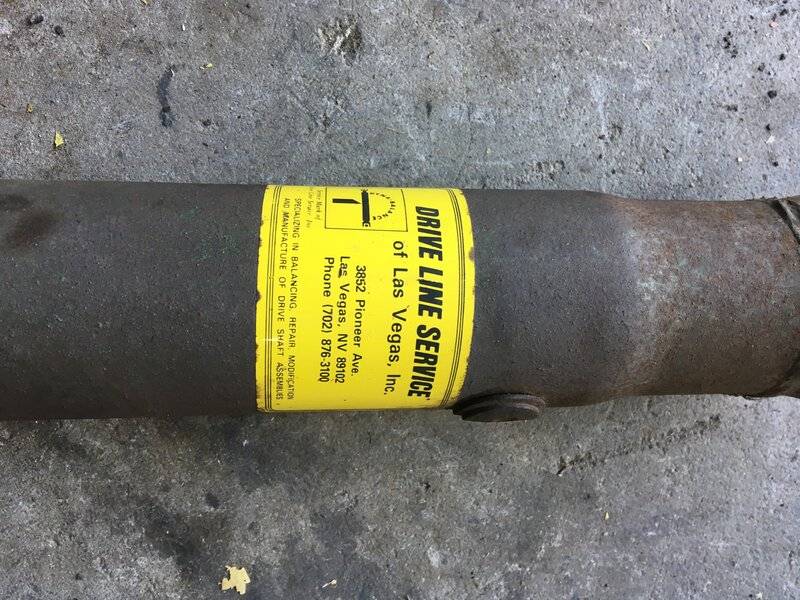 DRIVE LINE SERVICE
of Las Vegas, Inc.
3852 Pioneer Ave.
Las Vegas, NV 89102
Phone (702) 876-3100
SPECIALIZING IN BALANCING, REPAIR, MODIFICATION
AND MANUFACTURE OF DRIVE SHAFT ASSEMBLIES